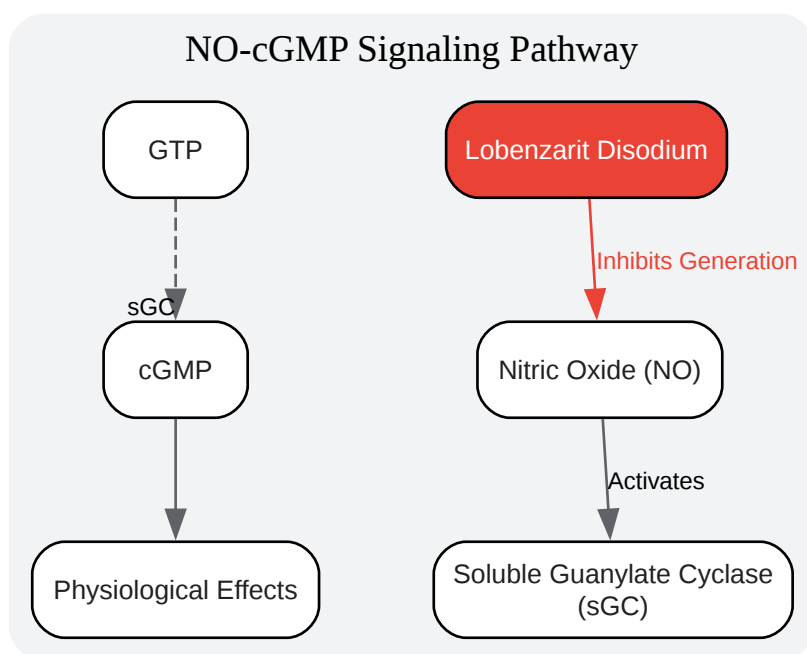 NO-cGMP Signaling Pathway
GTP
Lobenzarit Disodium
Inhibits Generation
sGC
cGMP
Nitric Oxide (NO)
Activates
Physiological Effects
Soluble Guanylate Cyclase
(sGC)